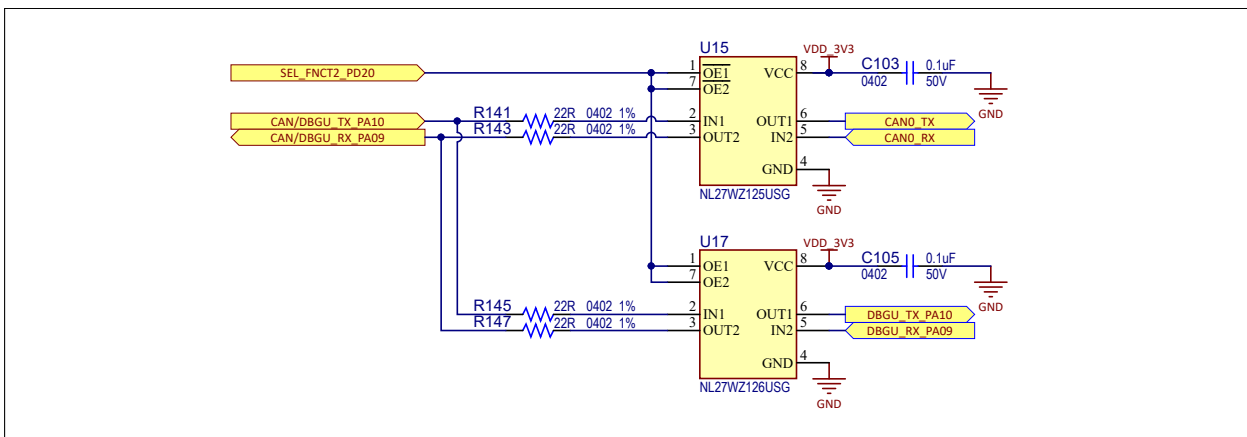 U15
VDD_3V3
SEL_FNCT2_PD20
1 OE1 VCC 8 C103 0.1uF
7 OE2 0402 50V
CAN/DBGU_TX_PA10 R141 22R 0402 1% 2 IN1 OUT1 6 CAN0_TX GND
CAN/DBGU_RX_PA09 R143 22R 0402 1% 3 OUT2 IN2 5 CAN0_RX
GND 4
NL27WZ125USG
GND
U17
VDD_3V3
1 OE1 VCC 8 C105 0.1uF
7 OE2 0402 50V
R145 22R 0402 1% 2 IN1 OUT1 6 DBGU_TX_PA10 GND
R147 22R 0402 1% 3 OUT2 IN2 5 DBGU_RX_PA09
GND 4
NL27WZ126USG
GND